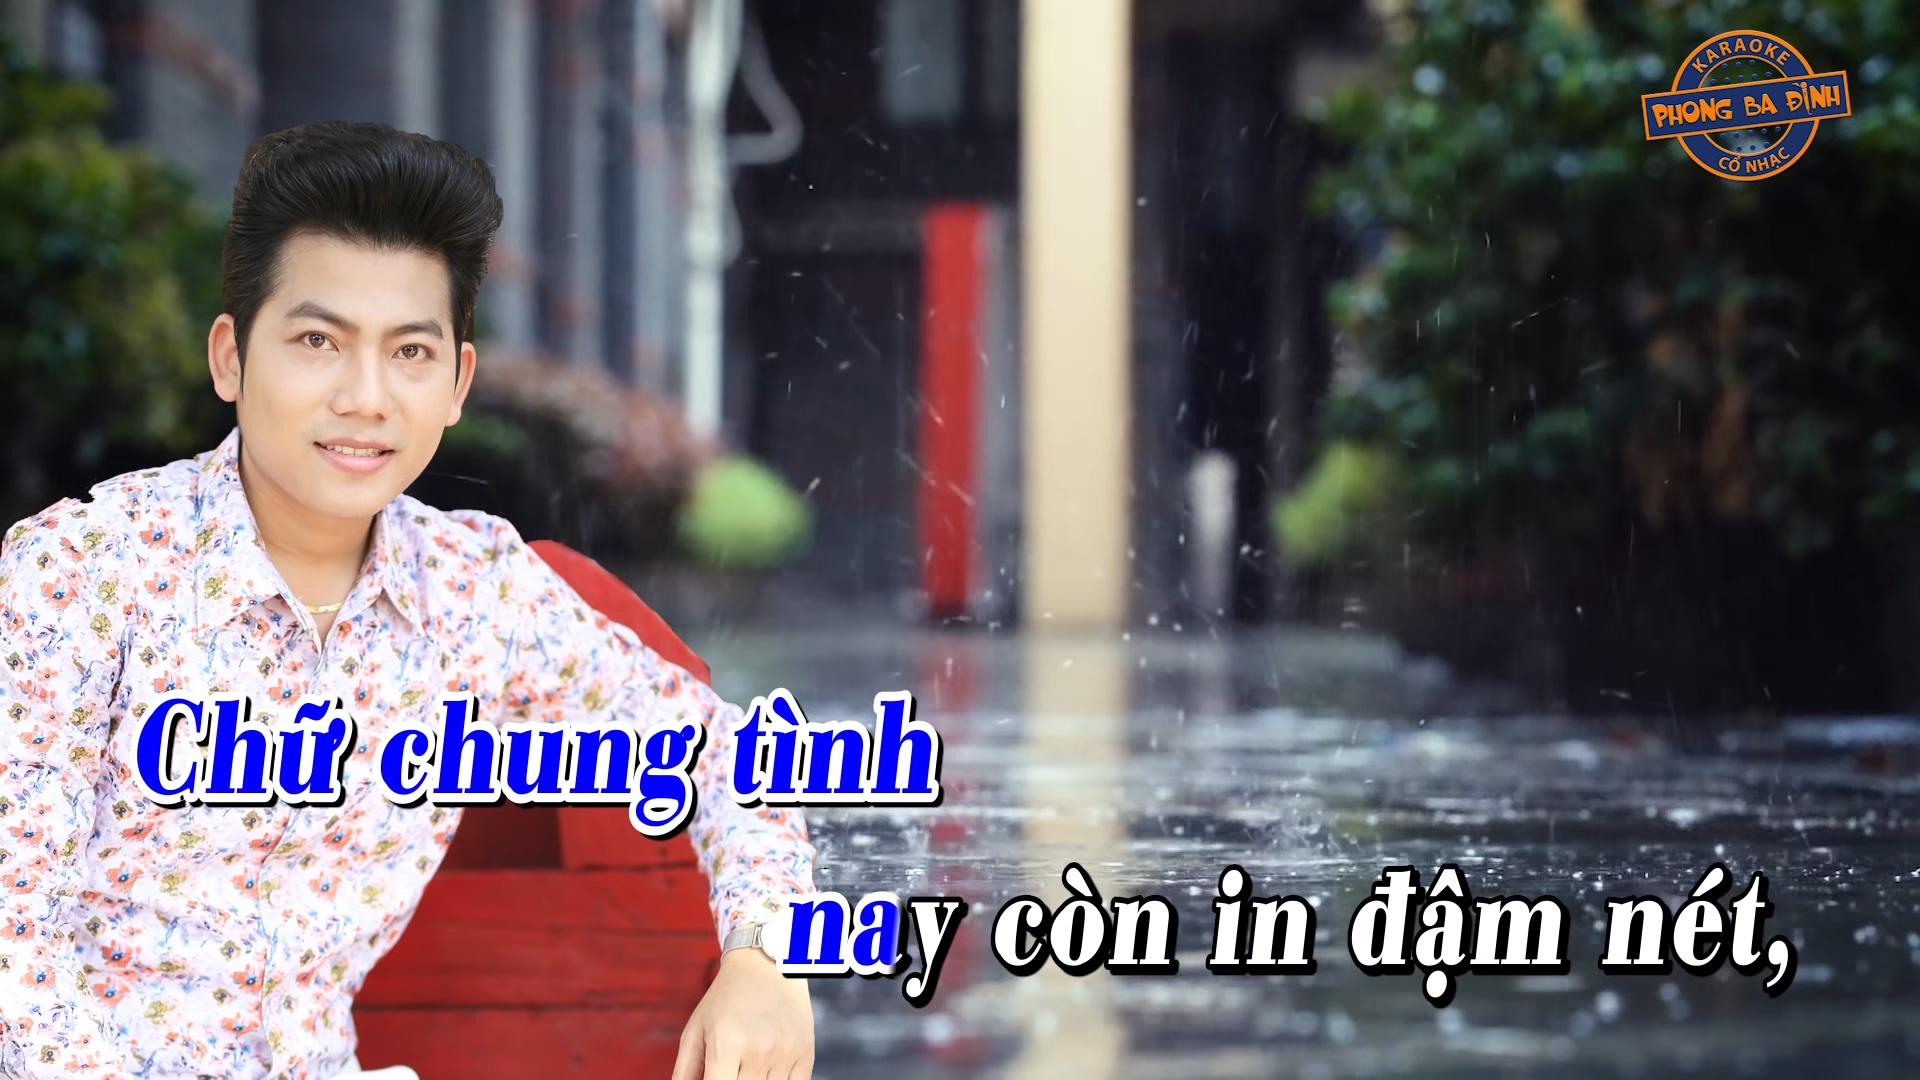 KARAOKE
PHONG BA ĐÌNH
CỔ NHẠC
Chữ chung tình
nay còn in đậm nét,